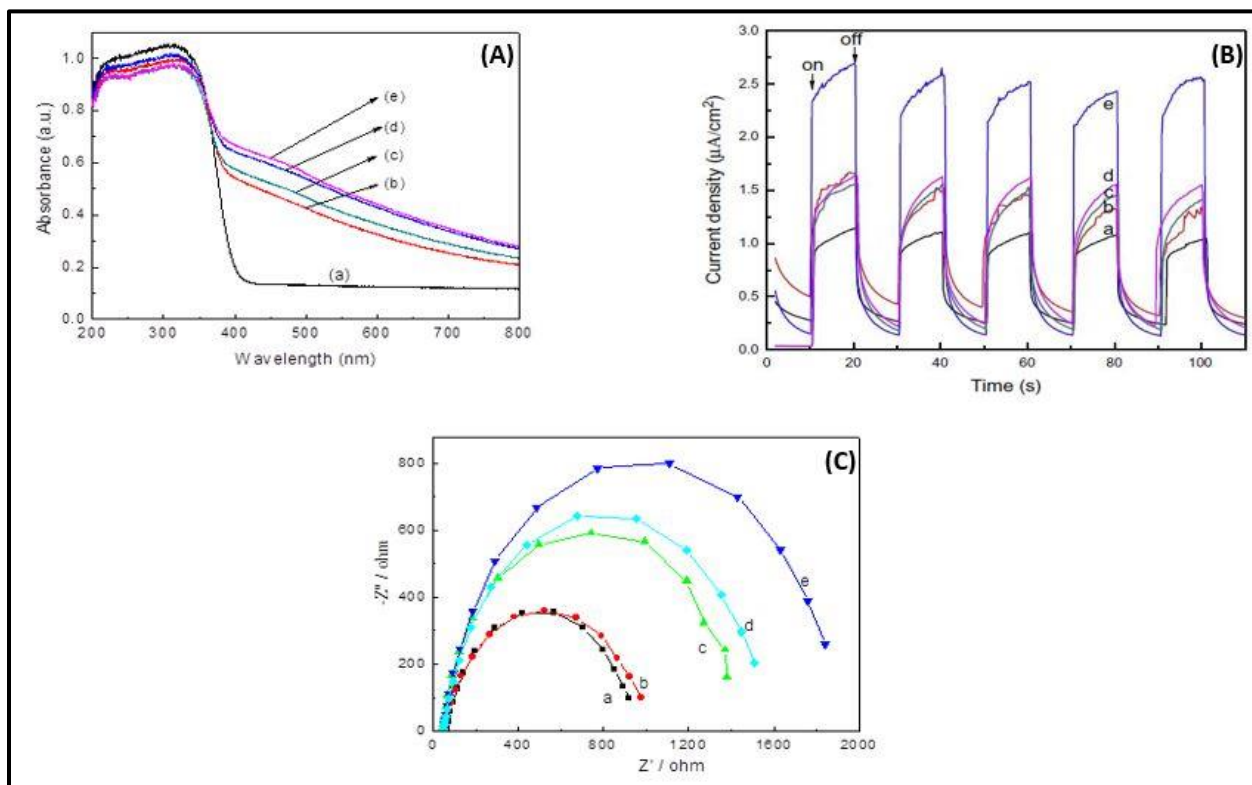 (A)
1.0
0.8
0.6
0.4
0.2
0.0
Absorbance (a.u.)
(e)
(d)
(c)
(b)
(a)
200 300 400 500 600 700 800
Wavelength (nm)
(B)
on
off
3.0
2.5
2.0
1.5
1.0
0.5
0.0
Current density (μA/cm²)
e
d
c
b
a
0 20 40 60 80 100
Time (s)
(C)
800
600
400
200
0
-Z'' / ohm
e
d
c
a b
0 400 800 1200 1600 2000
Z' / ohm